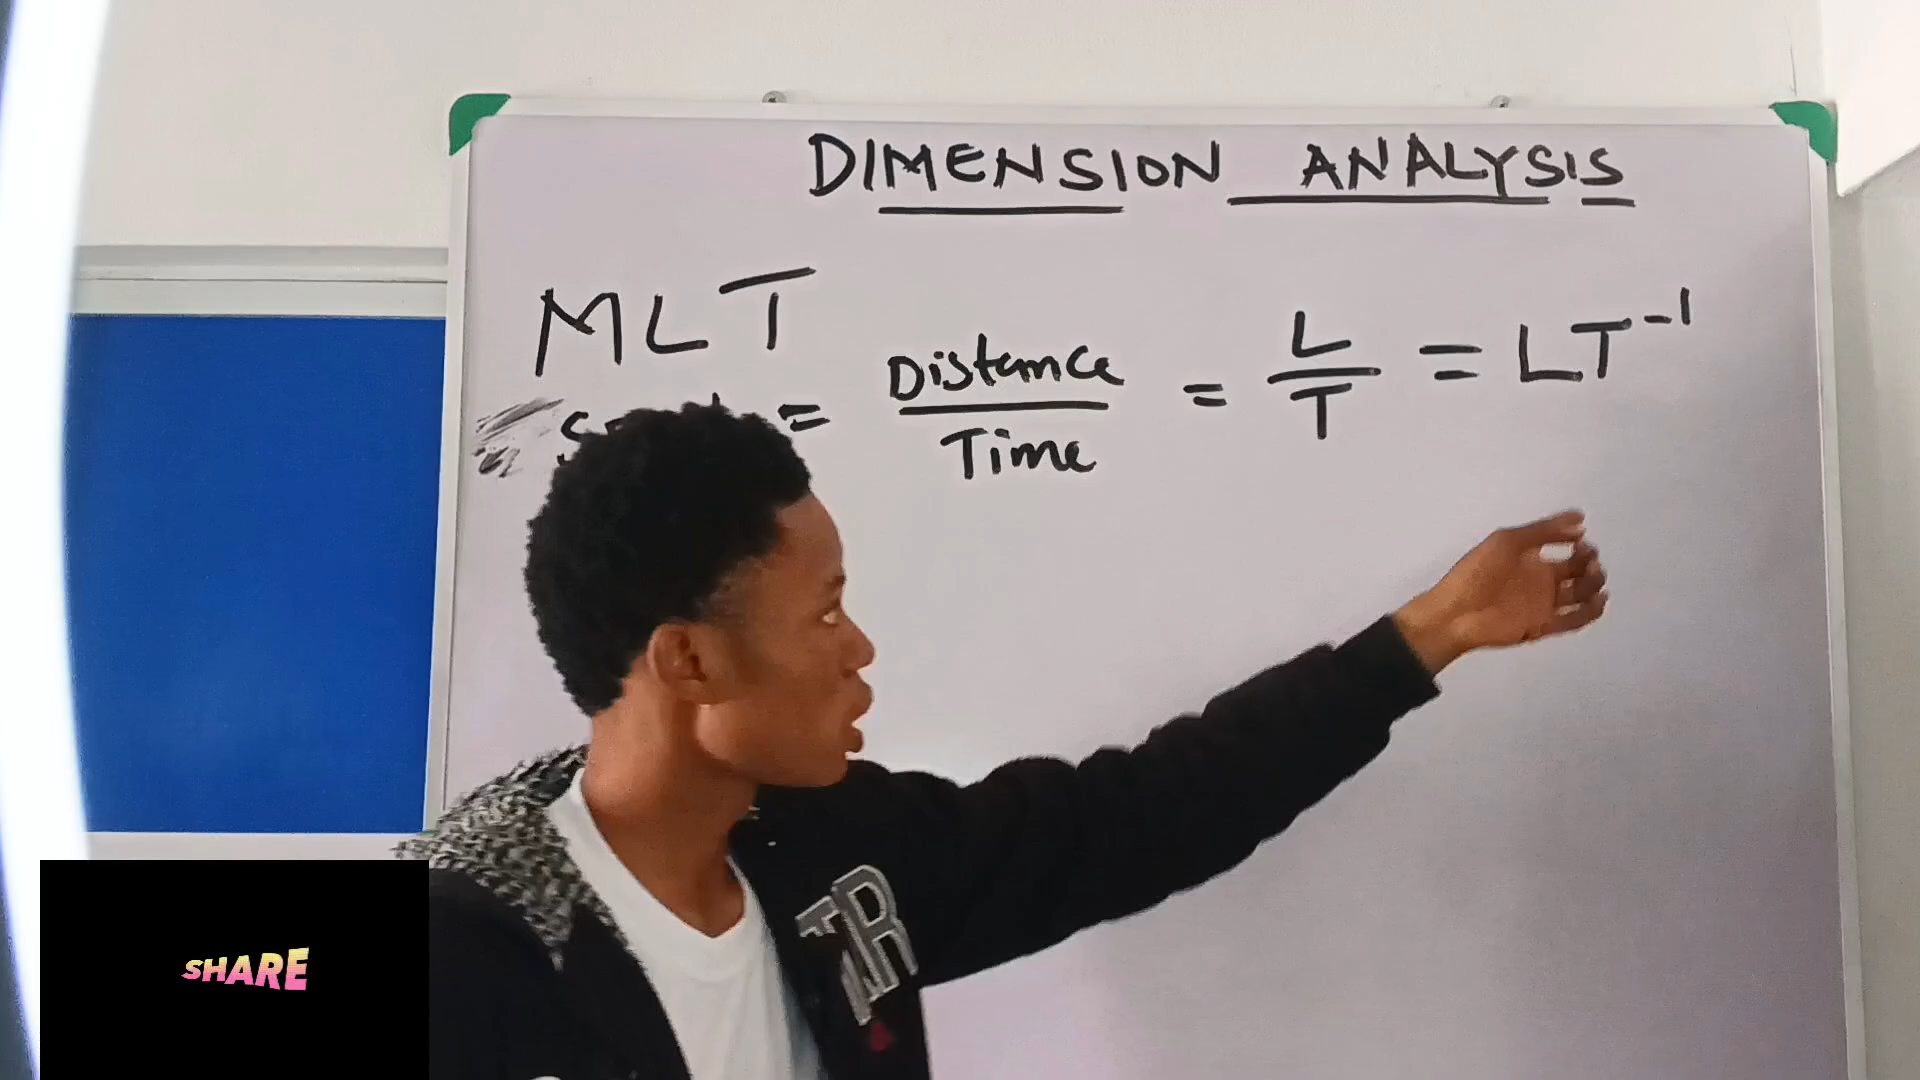 DIMENSION ANALYSIS
MLT
= Distance / Time = L / T = LT⁻¹
SHARE